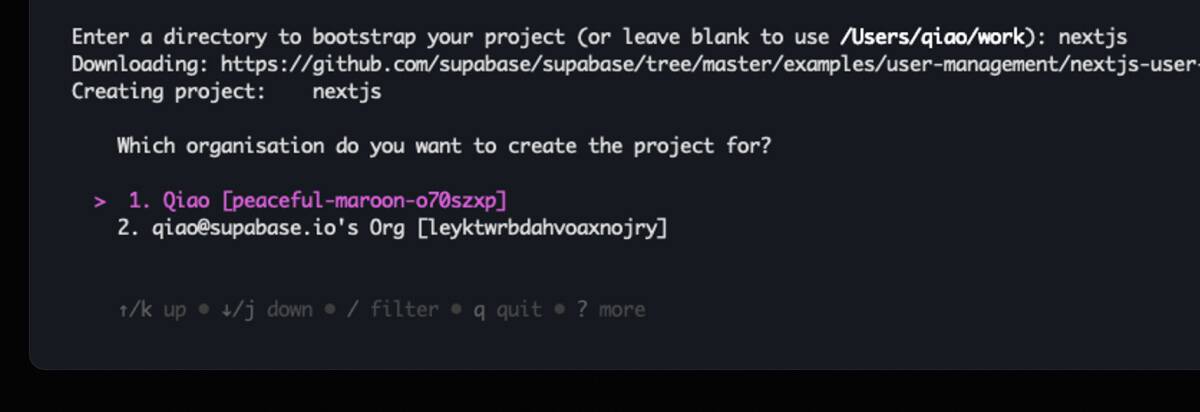 Enter a directory to bootstrap your project (or leave blank to use /Users/qiao/work): nextjs
Downloading: https://github.com/supabase/supabase/tree/master/examples/user-management/nextjs-user-
Creating project:    nextjs
Which organisation do you want to create the project for?
>  1. Qiao [peaceful-maroon-o70szxp]
2. qiao@supabase.io's Org [leyktwrbdahvoaxnojry]
↑/k up • ↓/j down • / filter • q quit • ? more